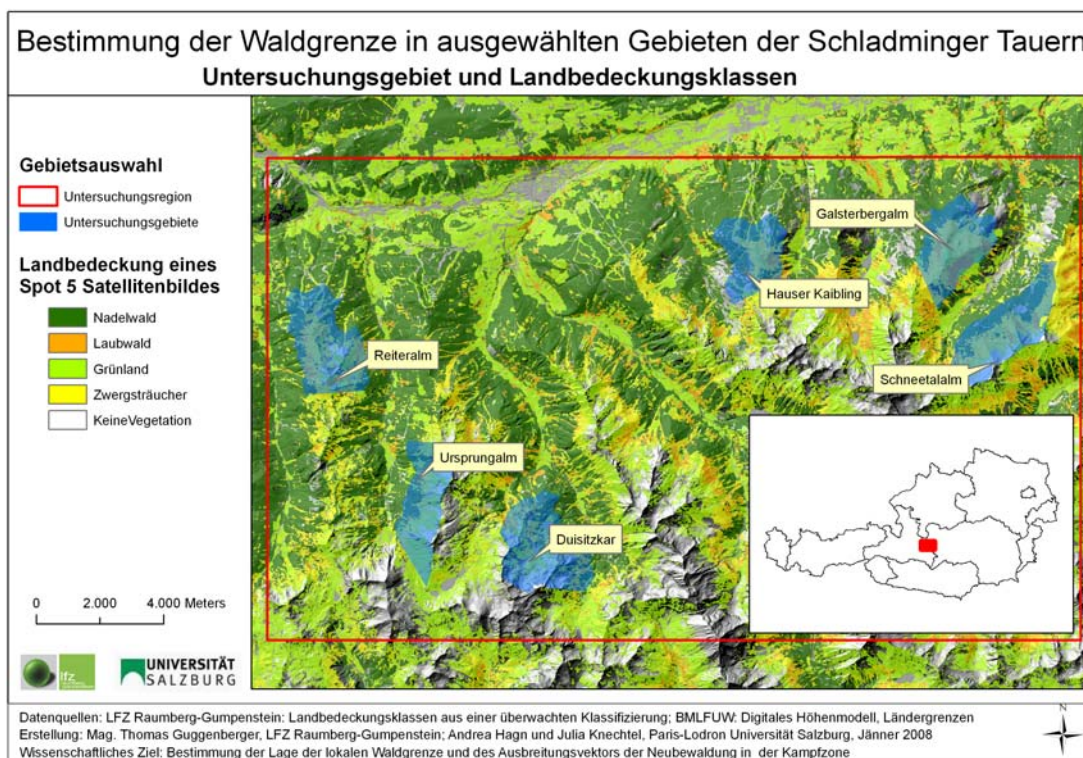 Bestimmung der Waldgrenze in ausgewählten Gebieten der Schladminger Tauern
Untersuchungsgebiet und Landbedeckungsklassen
Gebietsauswahl
Untersuchungsregion
Untersuchungsgebiete
Landbedeckung eines
Spot 5 Satellitenbildes
Nadelwald
Laubwald
Grünland
Zwergsträucher
KeineVegetation
Galsterbergalm
Hauser Kaibling
Reiteralm
Schneetalalm
Ursprungalm
Duisitzkar
0 2.000 4.000 Meters
lfz
UNIVERSITÄT
SALZBURG
N
Datenquellen: LFZ Raumberg-Gumpenstein: Landbedeckungsklassen aus einer überwachten Klassifizierung; BMLFUW: Digitales Höhenmodell, Ländergrenzen
Erstellung: Mag. Thomas Guggenberger, LFZ Raumberg-Gumpenstein; Andrea Hagn und Julia Knechtel, Paris-Lodron Universität Salzburg, Jänner 2008
Wissenschaftliches Ziel: Bestimmung der Lage der lokalen Waldgrenze und des Ausbreitungsvektors der Neubewaldung in der Kampfzone